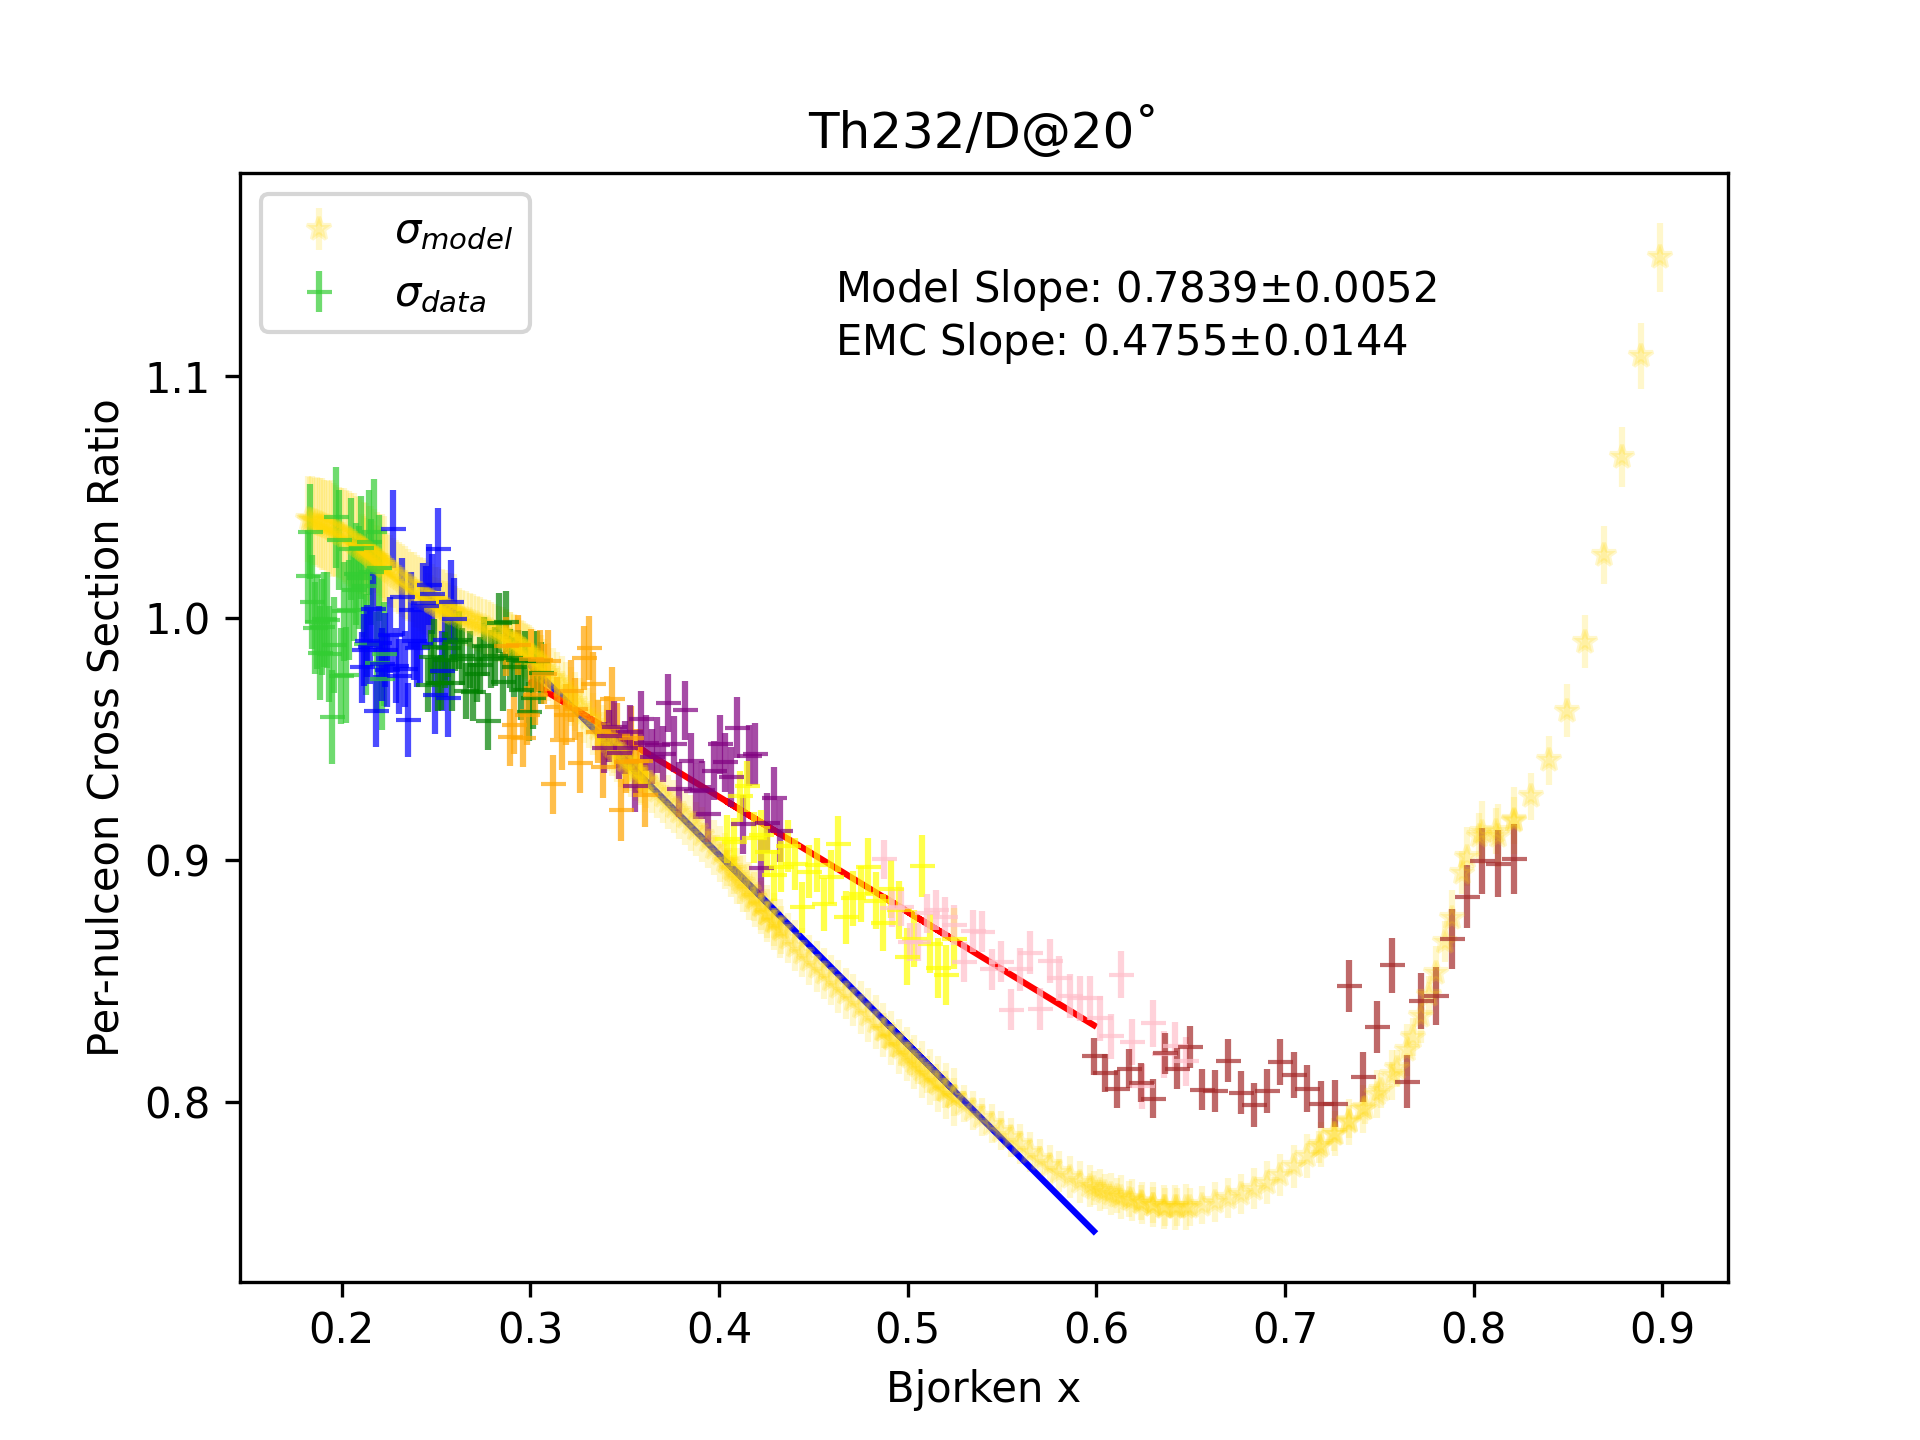 Th232/D@20˚
σmodel
σdata
Model Slope: 0.7839±0.0052
EMC Slope: 0.4755±0.0144
Per-nulceon Cross Section Ratio
1.1
1.0
0.9
0.8
0.2 0.3 0.4 0.5 0.6 0.7 0.8 0.9
Bjorken x